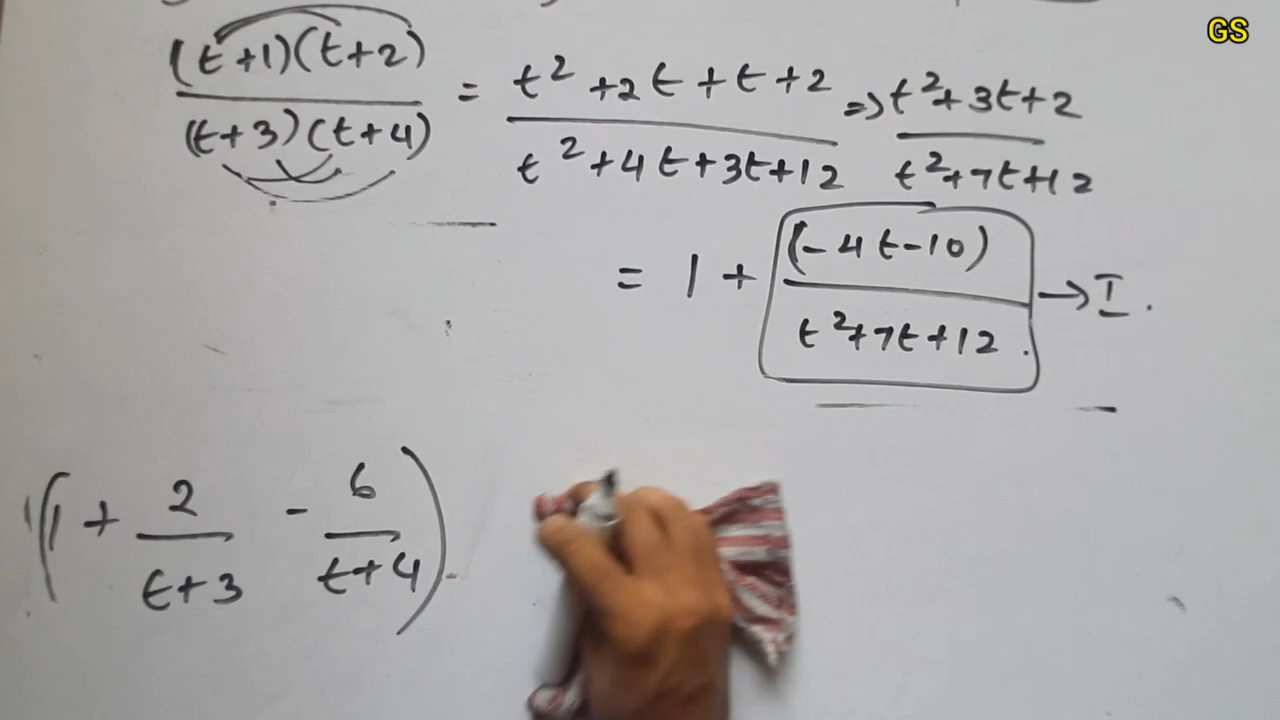 GS
(t+1)(t+2)/(t+3)(t+4) = t²+2t+t+2/t²+4t+3t+12 => t²+3t+2/t²+7t+12
= 1 + (-4t-10)/t²+7t+12. → I.
(1 + 2/t+3 - 6/t+4)